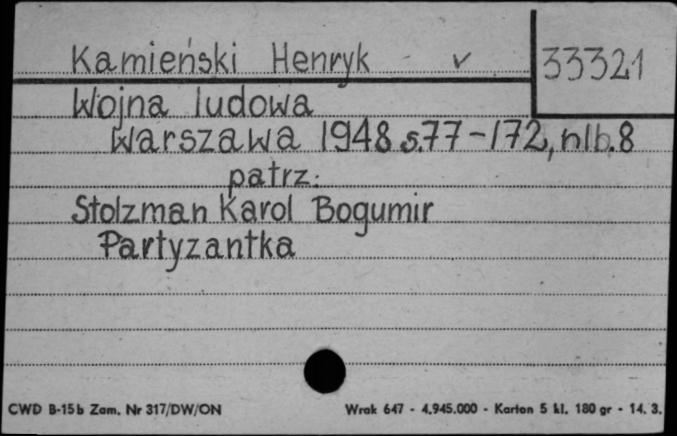 Kamieński Henryk - v 33321
Wojna ludowa
Warszawa 1948 s.77-172, nlb.8
patrz:
Stolzman Karol Bogumir
Partyzantka
CWD B-15b Zam. Nr 317/DW/ON Wrak 647 - 4.945.000 - Karton 5 kl. 180 gr - 14. 3.